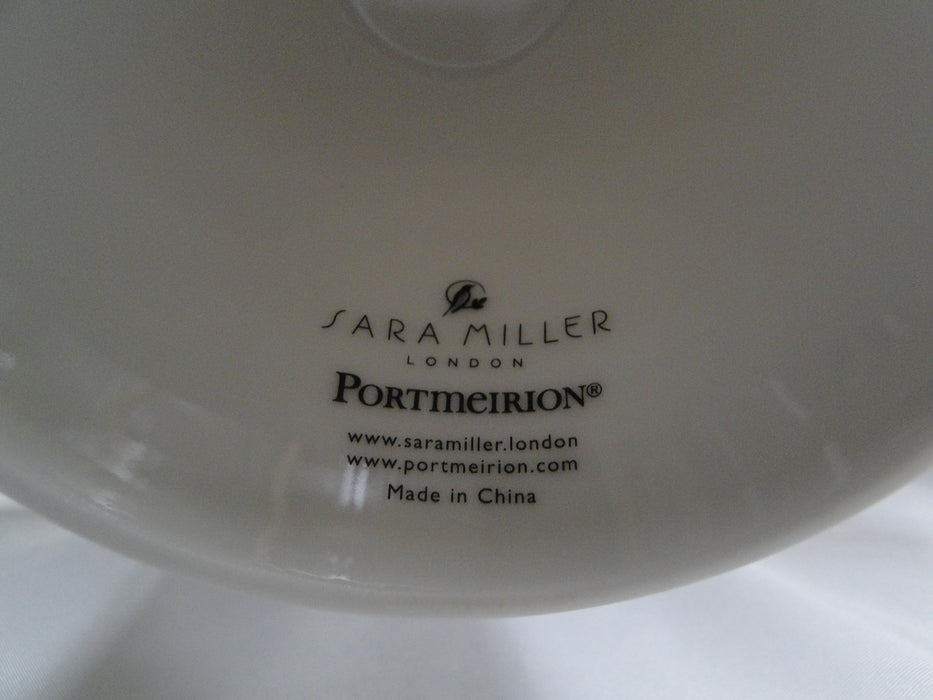 SARA MILLER
LONDON
PORTMEIRION®
www.saramiller.london
www.portmeirion.com
Made in China